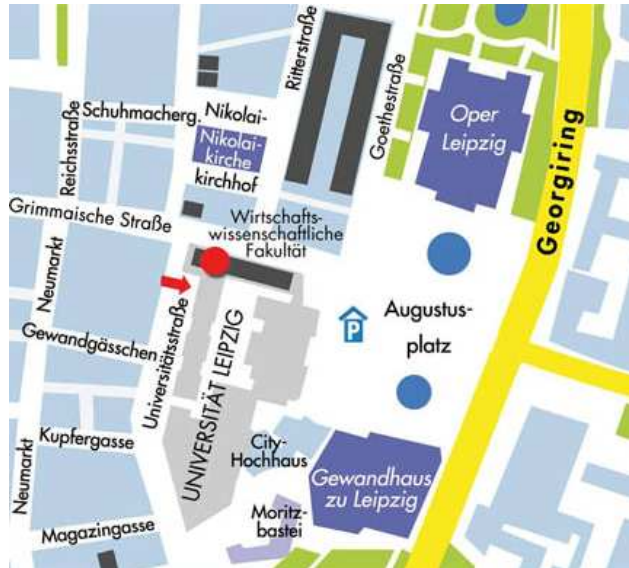 Ritterstraße
Schuhmacherg.
Nikolai-
Nikolai-
kirche
kirchhof
Reichsstraße
Goethestraße
Oper
Leipzig
Georgiring
Grimmaische Straße
Wirtschafts-
wissenschaftliche
Fakultät
Neumarkt
Universitätsstraße
UNIVERSITÄT LEIPZIG
P
Augustus-
platz
Gewandgässchen
Kupfergasse
City-
Hochhaus
Gewandhaus
zu Leipzig
Neumarkt
Moritz-
bastei
Magazingasse